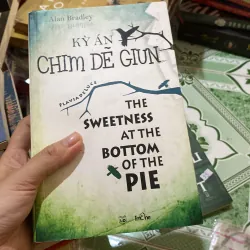 Alan Bradley
KỲ ÁN
CHIM DẼ GIUN
FLAVIA DE LUCE
THE
SWEETNESS
AT THE
BOTTOM
OF THE
PIE